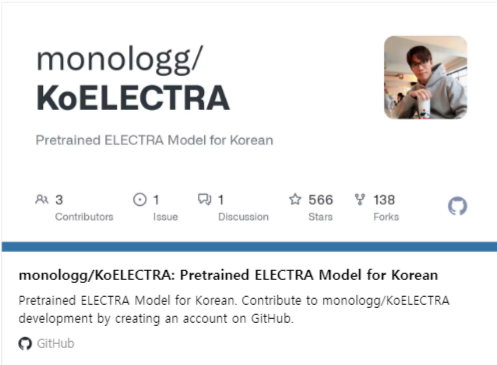 monologg/
KoELECTRA
Pretrained ELECTRA Model for Korean
3
Contributors
1
Issue
1
Discussion
566
Stars
138
Forks
monologg/KoELECTRA: Pretrained ELECTRA Model for Korean
Pretrained ELECTRA Model for Korean. Contribute to monologg/KoELECTRA
development by creating an account on GitHub.
GitHub